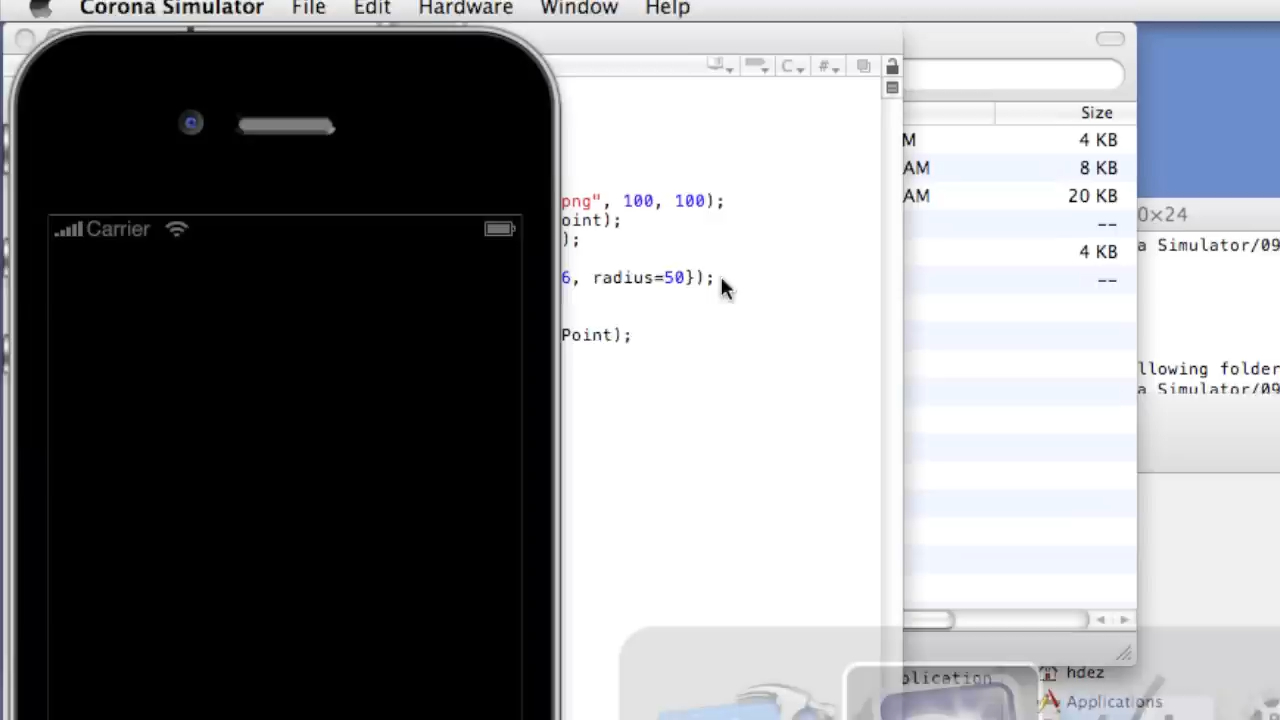 Corona Simulator File Edit Hardware Window Help
C #
Size
M 4 KB
AM 8 KB
png", 100, 100); AM 20 KB
oint); 0×24
Carrier --
); a Simulator/09
4 KB
6, radius=50}); --
Point);
llowing folder
a Simulator/09
plication hdez
Applications